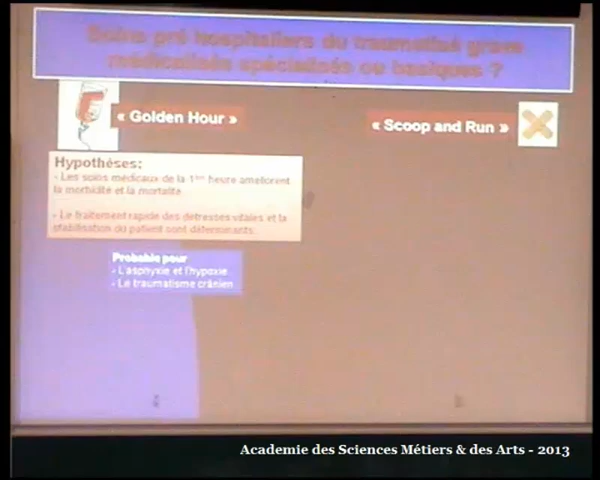 Soins pré hospitaliers du traumatisé grave
médicalisés spécialisés ou basiques ?
« Golden Hour »
« Scoop and Run »
Hypothéses:
- Les soins médicaux de la 1ère heure améliorent
la morbidité et la mortalité
- Le traitement rapide des détresses vitales et la
stabilisation du patient sont déterminants.
Probable pour
- L'asphyxie et l'hypoxie
- Le traumatisme crânien
Academie des Sciences Métiers & des Arts - 2013